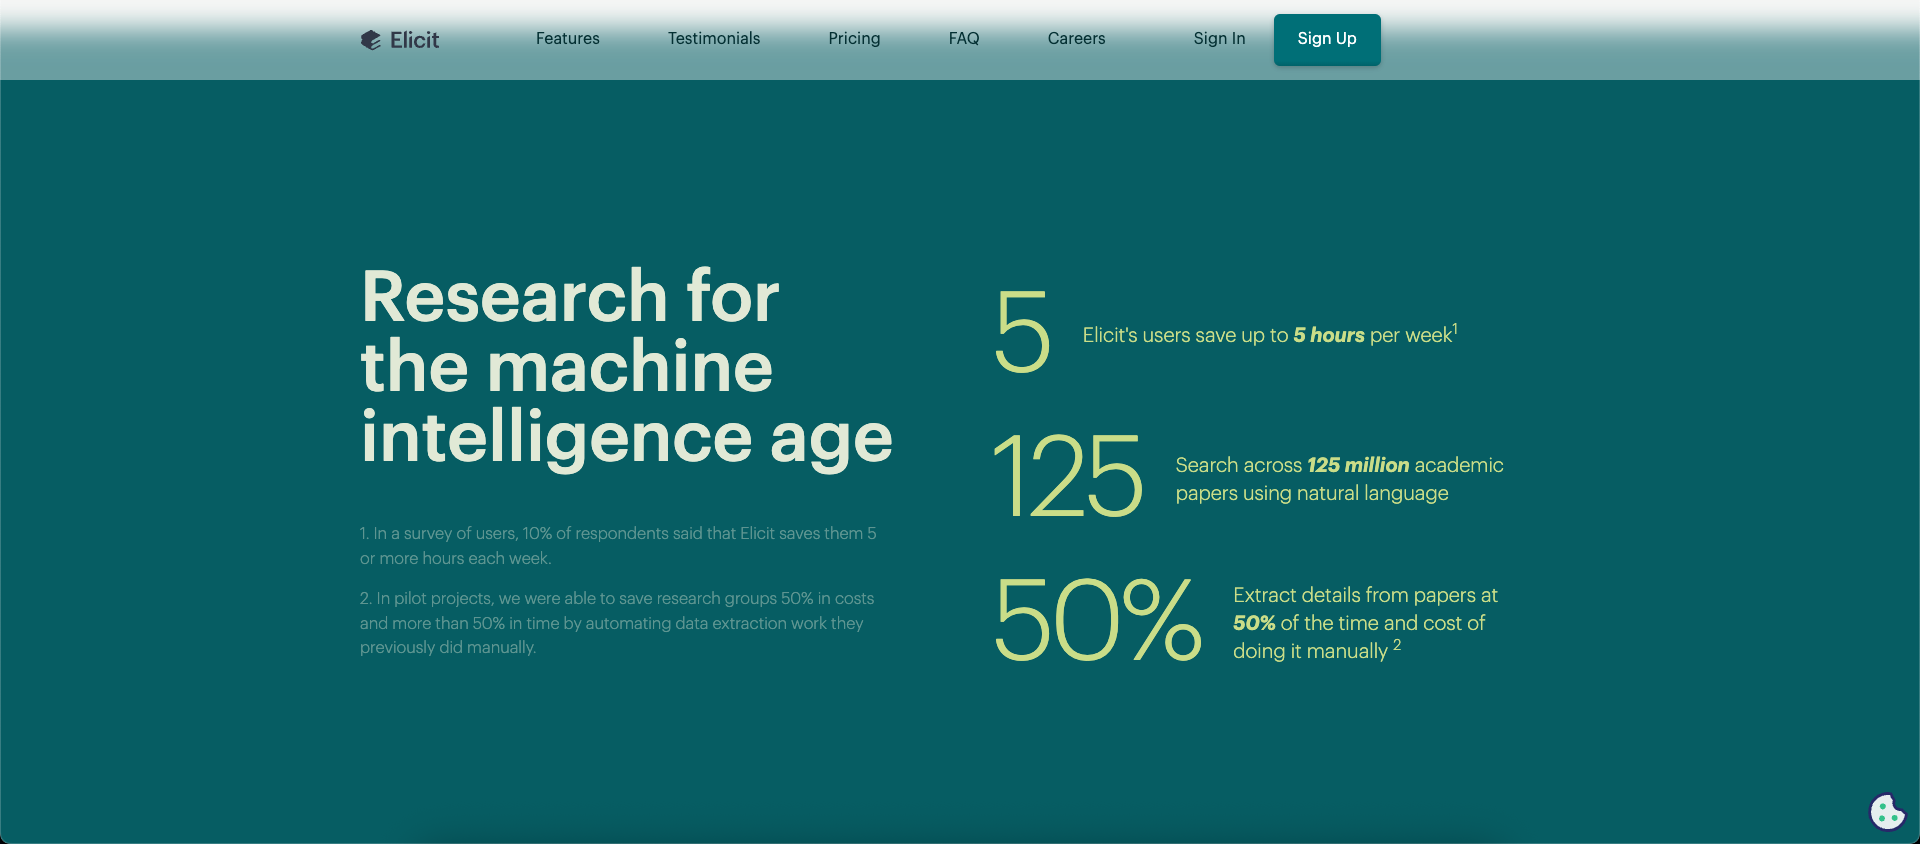 Elicit
Features
Testimonials
Pricing
FAQ
Careers
Sign In
Sign Up
Research for
the machine
intelligence age
1. In a survey of users, 10% of respondents said that Elicit saves them 5
or more hours each week.
2. In pilot projects, we were able to save research groups 50% in costs
and more than 50% in time by automating data extraction work they
previously did manually.
5
Elicit's users save up to 5 hours per week1
125
Search across 125 million academic
papers using natural language
50%
Extract details from papers at
50% of the time and cost of
doing it manually 2